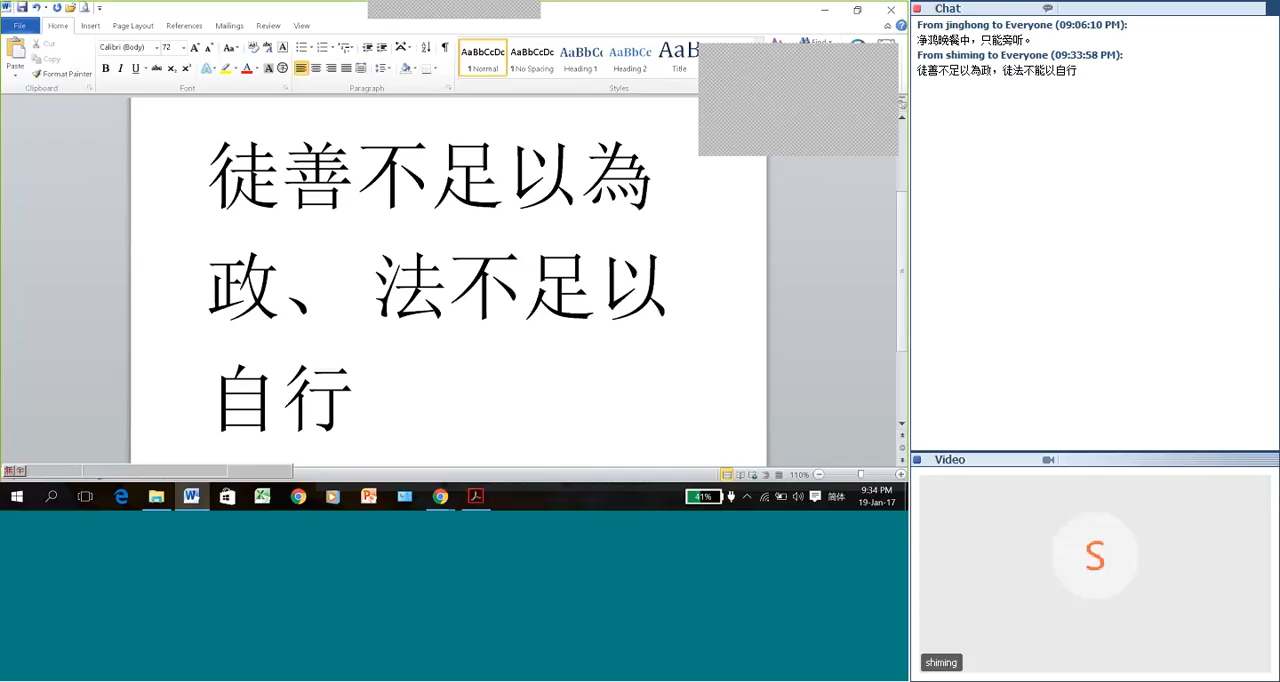 File Home Insert Page Layout References Mailings Review View
Chat
From jinghong to Everyone (09:06:10 PM):
净鸿晚餐中，只能旁听。
From shiming to Everyone (09:33:58 PM):
徒善不足以為政，徒法不能以自行
Paste Cut
Copy
Format Painter
Clipboard
Calibri (Body) 72
Font
Paragraph
AaBbCcDc AaBbCcDc AaBbCc AaBbCc AaB
¶ Normal ¶ No Spacing Heading 1 Heading 2 Title
Styles
Find
徒善不足以為
政、 法不足以
自行
110%
41%
简体
9:34 PM
19-Jan-17
Video
S
shiming